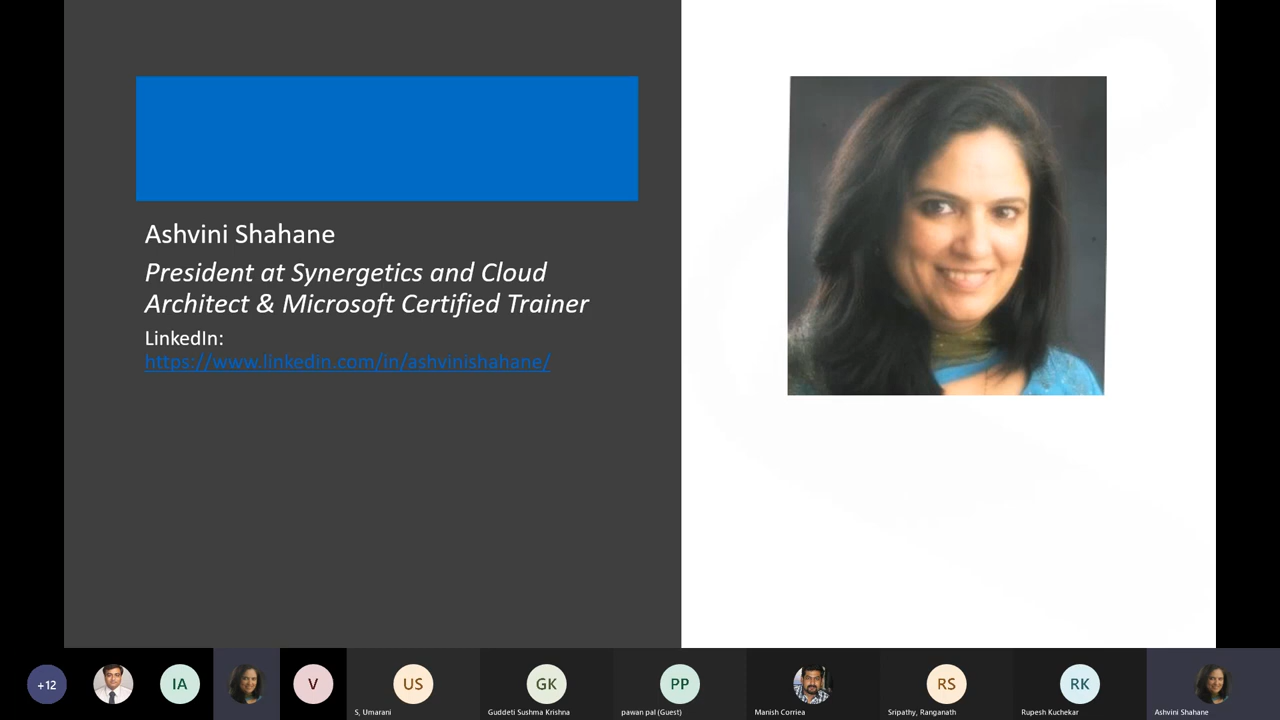 Ashvini Shahane
President at Synergetics and Cloud
Architect & Microsoft Certified Trainer
LinkedIn:
https://www.linkedin.com/in/ashvinishahane/
+12
IA
V
US
S, Umarani
GK
Guddeti Sushma Krishna
PP
pawan pal (Guest)
Manish Corriea
RS
Sripathy, Ranganath
RK
Rupesh Kuchekar
Ashvini Shahane